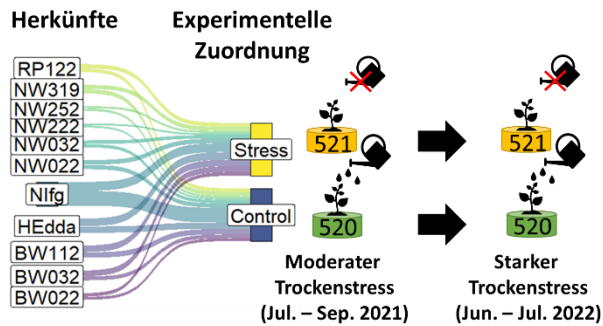 Herkünfte
Experimentelle
Zuordnung
RP122
NW319
NW252
NW222
NW032
NW022
NIfg
HEdda
BW112
BW032
BW022
Stress
Control
521
520
521
520
Moderater
Trockenstress
(Jul. – Sep. 2021)
Starker
Trockenstress
(Jun. – Jul. 2022)